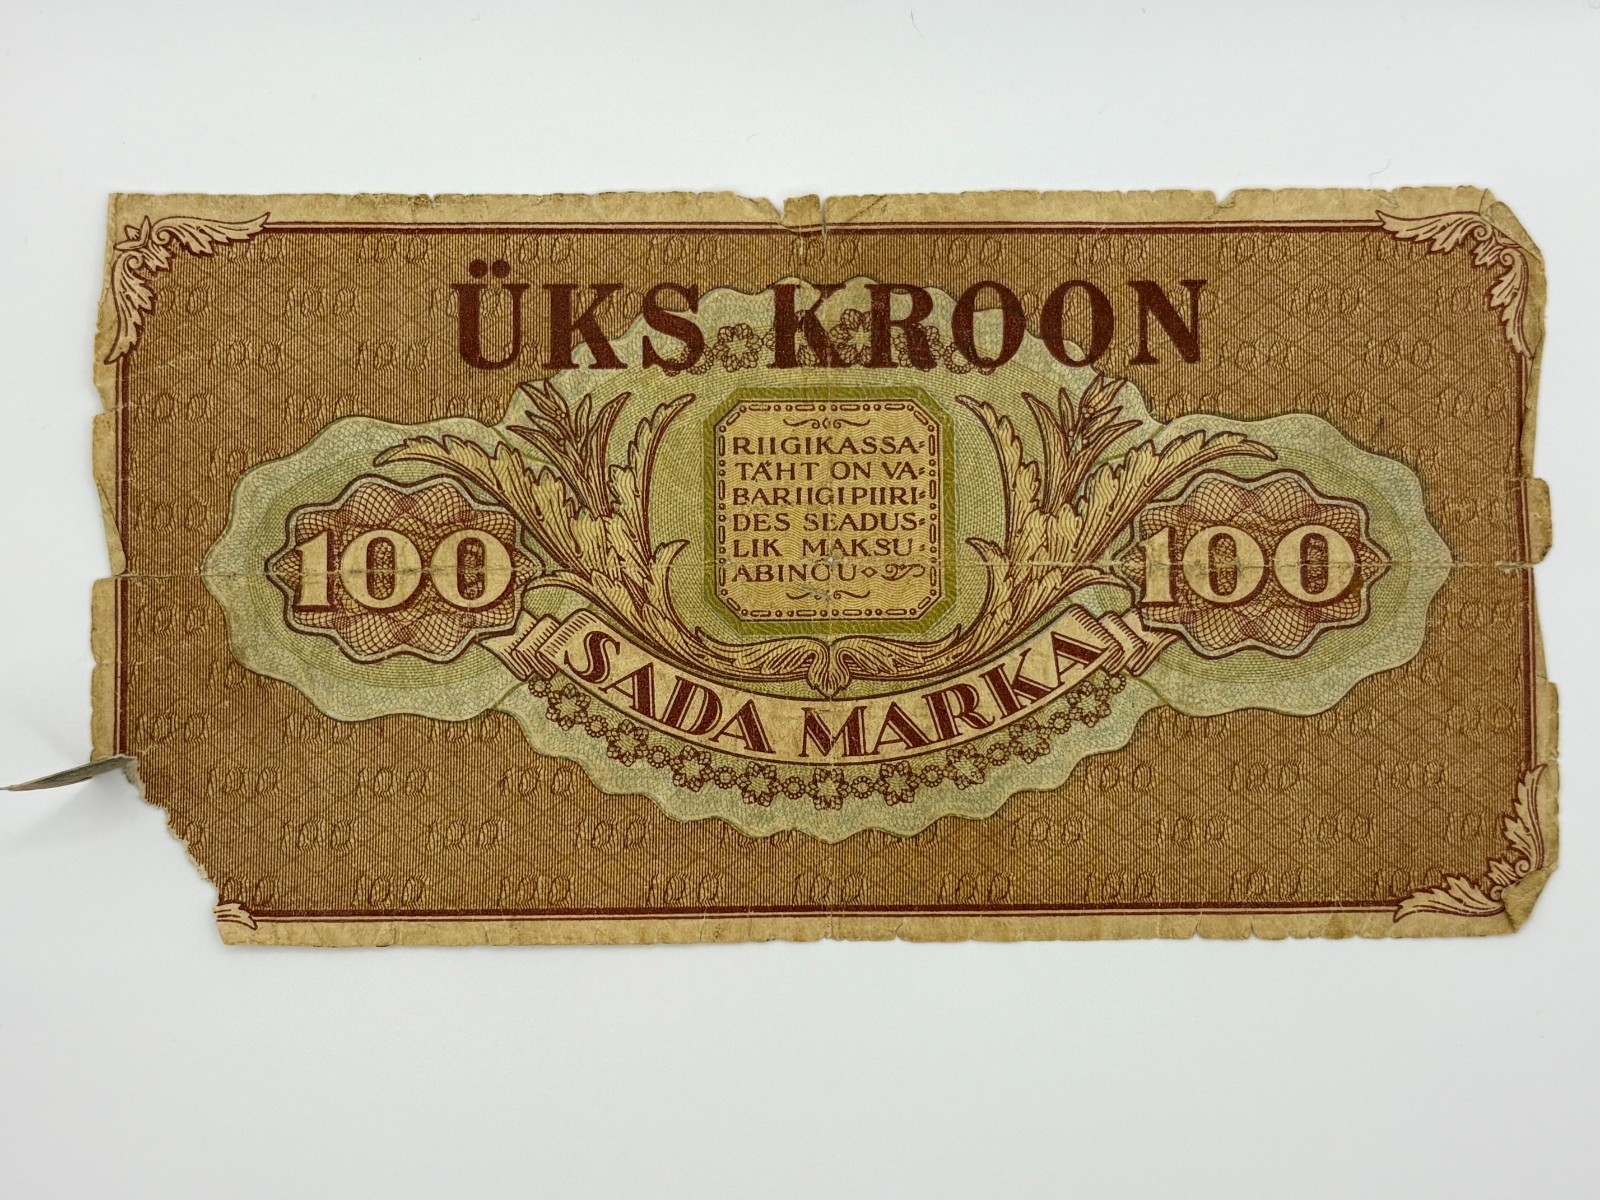 ÜKS KROON
RIIGIKASSA-
TÄHT ON VA-
BARIIGI PIIRI-
DES SEADUS-
LIK MAKSU-
ABINÕU
100 100
SADA MARKA